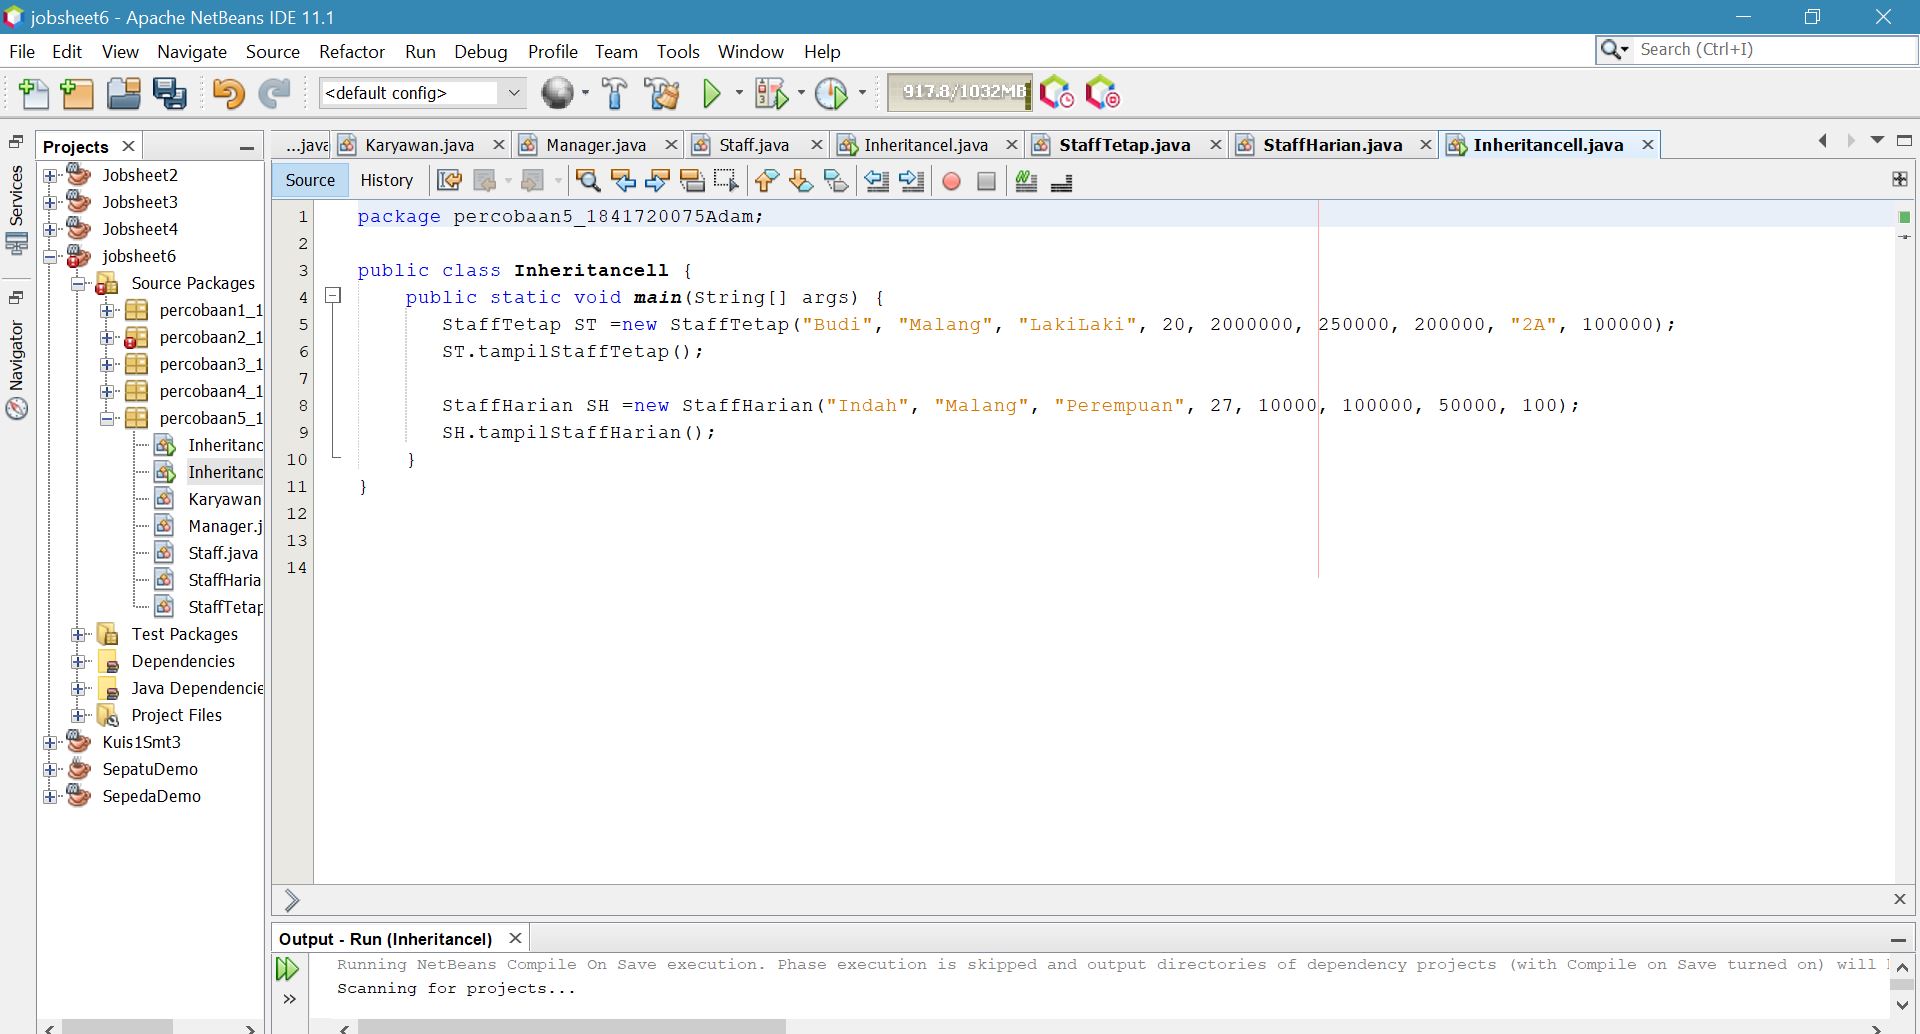 jobsheet6 - Apache NetBeans IDE 11.1
File Edit View Navigate Source Refactor Run Debug Profile Team Tools Window Help
Search (Ctrl+I)
<default config>
917.8/1032MB
Services
Navigator
Projects
Jobsheet2
Jobsheet3
Jobsheet4
jobsheet6
Source Packages
percobaan1_1
percobaan2_1
percobaan3_1
percobaan4_1
percobaan5_1
Inheritanc
Inheritanc
Karyawan
Manager.j
Staff.java
StaffHaria
StaffTetap
Test Packages
Dependencies
Java Dependencie
Project Files
Kuis1Smt3
SepatuDemo
SepedaDemo
...java Karyawan.java Manager.java Staff.java Inheritancel.java StaffTetap.java StaffHarian.java Inheritancell.java
Source History
1 package percobaan5_1841720075Adam;
2
3 public class Inheritancell {
4 public static void main(String[] args) {
5 StaffTetap ST =new StaffTetap("Budi", "Malang", "LakiLaki", 20, 2000000, 250000, 200000, "2A", 100000);
6 ST.tampilStaffTetap();
7
8 StaffHarian SH =new StaffHarian("Indah", "Malang", "Perempuan", 27, 10000, 100000, 50000, 100);
9 SH.tampilStaffHarian();
10 }
11 }
12
13
14
Output - Run (Inheritancel)
Running NetBeans Compile On Save execution. Phase execution is skipped and output directories of dependency projects (with Compile on Save turned on) will
Scanning for projects...